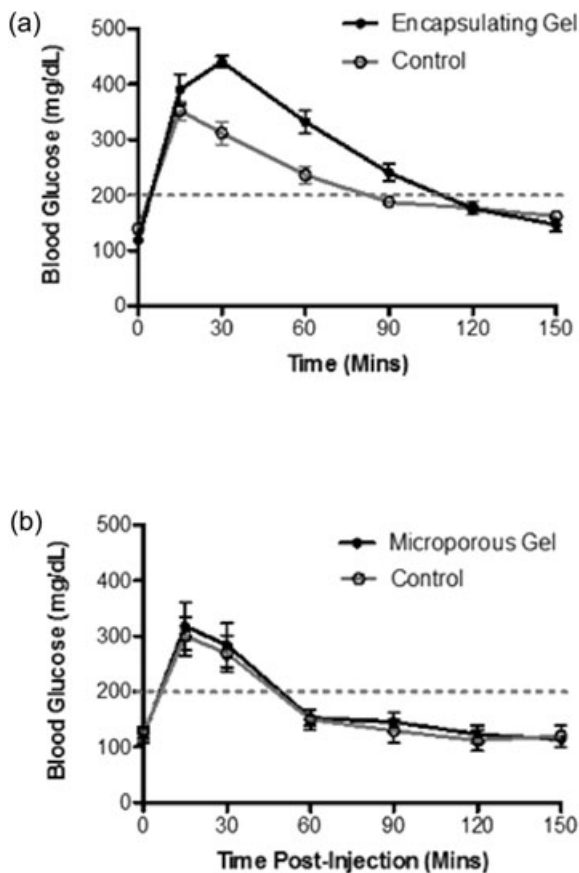 (a)
Encapsulating Gel
Control
Blood Glucose (mg/dL)
500
400
300
200
100
0
0 30 60 90 120 150
Time (Mins)
(b)
Microporous Gel
Control
Blood Glucose (mg/dL)
500
400
300
200
100
0
0 30 60 90 120 150
Time Post-Injection (Mins)